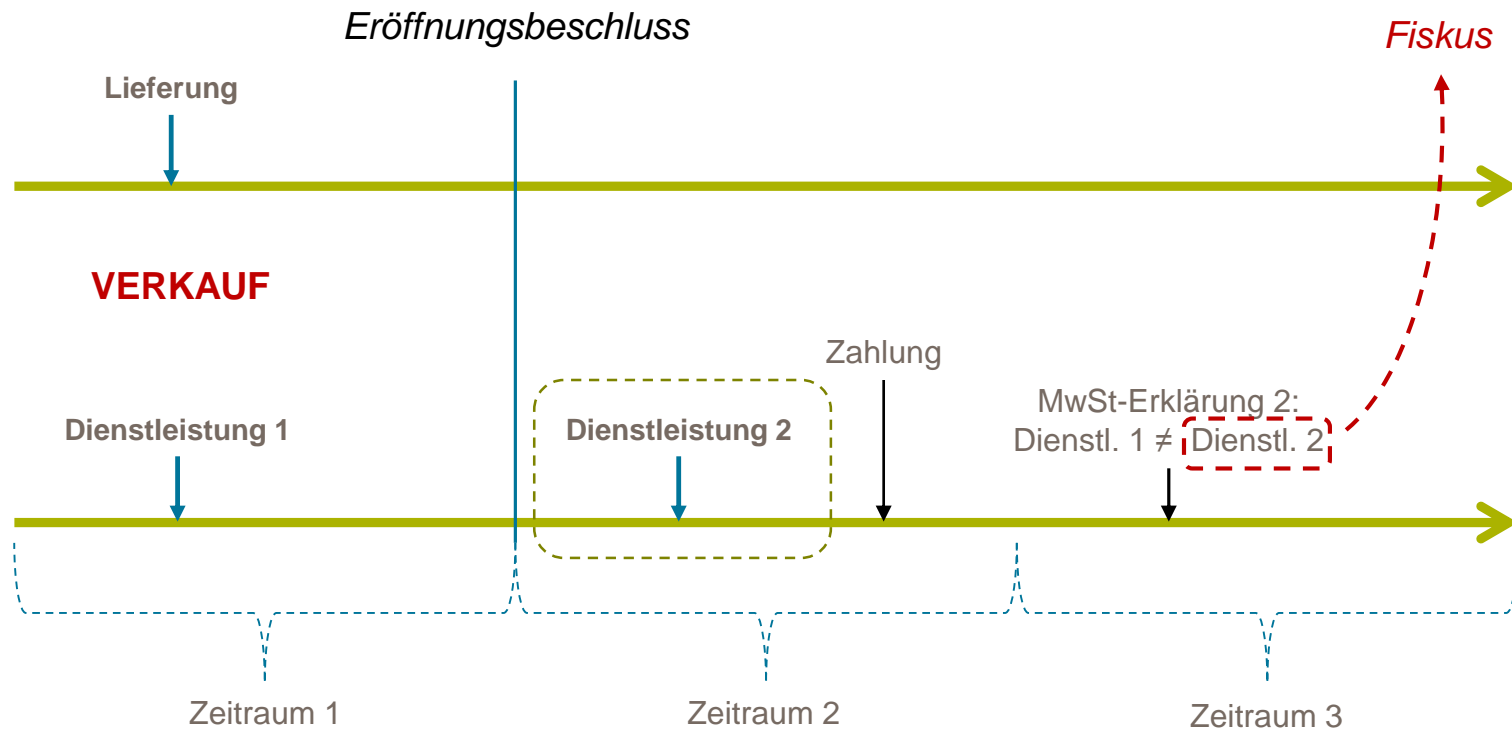 Eröffnungsbeschluss
Fiskus
Lieferung
VERKAUF
Zahlung
Dienstleistung 1
Dienstleistung 2
MwSt-Erklärung 2:
Dienstl. 1 ≠ Dienstl. 2
Zeitraum 1
Zeitraum 2
Zeitraum 3